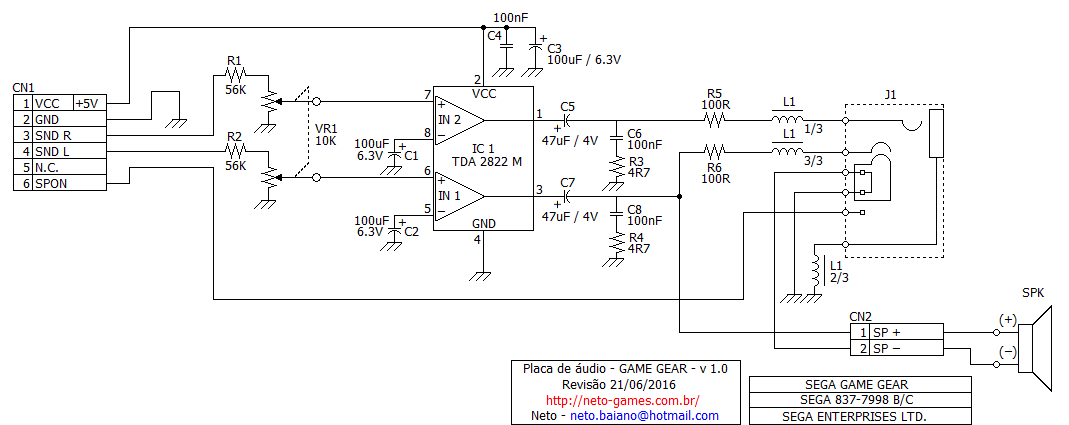 100nF
C4
+
C3
100uF / 6.3V
CN1
1 VCC +5V
2 GND
3 SND R
4 SND L
5 N.C.
6 SPON
R1
56K
R2
56K
VR1
10K
2
VCC
7
+
IN 2
−
8
1
IC 1
TDA 2822 M
6
+
IN 1
−
5
3
GND
4
100uF
6.3V
+
C1
100uF
6.3V
+
C2
C5
+
47uF / 4V
C7
+
47uF / 4V
C6
100nF
R3
4R7
C8
100nF
R4
4R7
R5
100R
R6
100R
L1
1/3
L1
3/3
J1
L1
2/3
CN2
1 SP +
2 SP −
SPK
(+)
(−)
Placa de áudio - GAME GEAR - v 1.0
Revisão 21/06/2016
http://neto-games.com.br/
Neto - neto.baiano@hotmail.com
SEGA GAME GEAR
SEGA 837-7998 B/C
SEGA ENTERPRISES LTD.